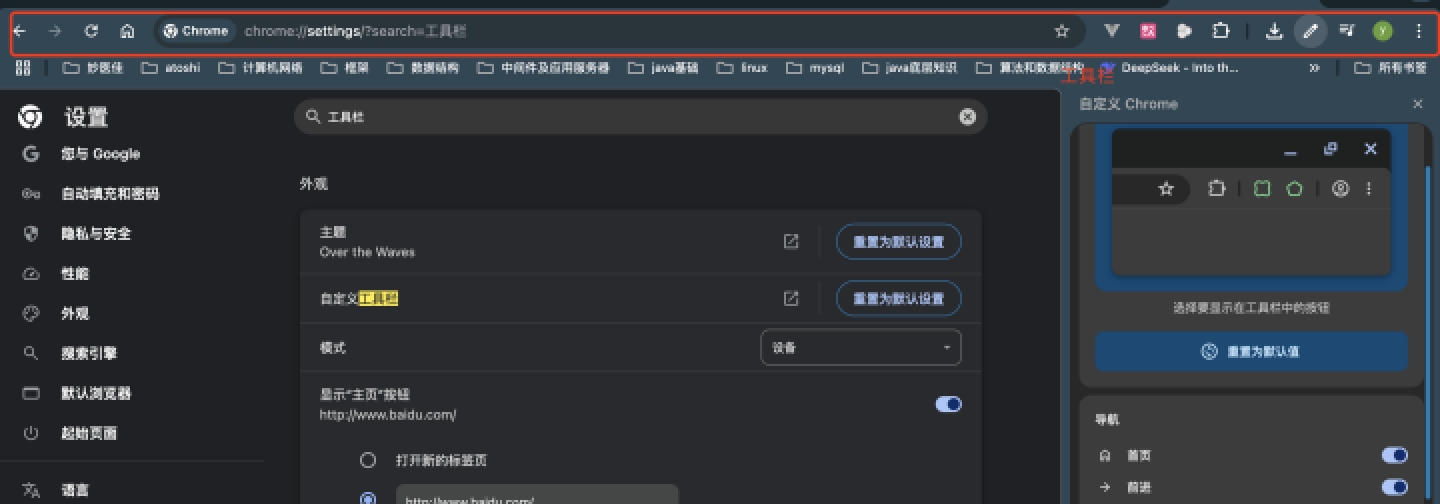 Chrome chrome://settings/?search=工具栏 y
妙医佳 atoshi 计算机网络 框架 数据结构 中间件及应用服务器 java基础 linux mysql java底层知识 算法和数据结构 DeepSeek - Into th... » 所有书签
工具栏
自定义 Chrome
设置
工具栏
您与 Google
自动填充和密码
隐私与安全
性能
外观
搜索引擎
默认浏览器
起始页面
语言
外观
主题
Over the Waves
重置为默认设置
自定义工具栏
重置为默认设置
模式
设备
显示“主页”按钮
http://www.baidu.com/
打开新的标签页
http://www.baidu.com/
选择要显示在工具栏中的按钮
重置为默认值
导航
首页
前进